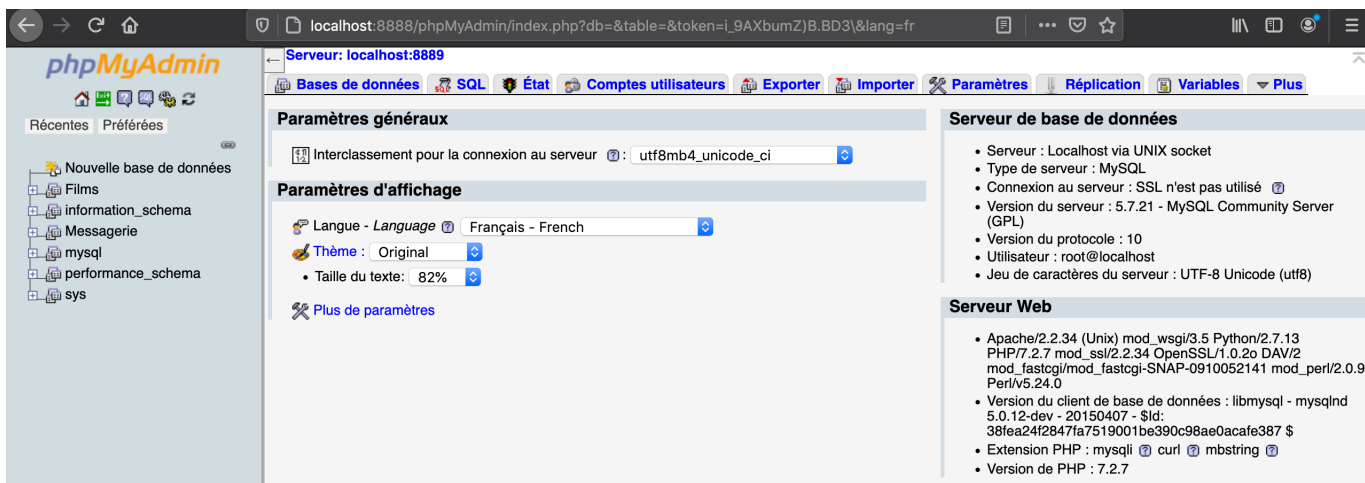 localhost:8888/phpMyAdmin/index.php?db=&table=&token=i_9AXbumZ)B.BD3\&lang=fr
phpMyAdmin
Récentes Préférées
Nouvelle base de données
Films
information_schema
Messagerie
mysql
performance_schema
sys
Serveur: localhost:8889
Bases de données SQL État Comptes utilisateurs Exporter Importer Paramètres Réplication Variables Plus
Paramètres généraux
Interclassement pour la connexion au serveur : utf8mb4_unicode_ci
Paramètres d'affichage
Langue - Language Français - French
Thème : Original
• Taille du texte: 82%
Plus de paramètres
Serveur de base de données
• Serveur : Localhost via UNIX socket
• Type de serveur : MySQL
• Connexion au serveur : SSL n'est pas utilisé
• Version du serveur : 5.7.21 - MySQL Community Server
(GPL)
• Version du protocole : 10
• Utilisateur : root@localhost
• Jeu de caractères du serveur : UTF-8 Unicode (utf8)
Serveur Web
• Apache/2.2.34 (Unix) mod_wsgi/3.5 Python/2.7.13
PHP/7.2.7 mod_ssl/2.2.34 OpenSSL/1.0.2o DAV/2
mod_fastcgi/mod_fastcgi-SNAP-0910052141 mod_perl/2.0.9
Perl/v5.24.0
• Version du client de base de données : libmysql - mysqlnd
5.0.12-dev - 20150407 - $Id:
38fea24f2847fa7519001be390c98ae0acafe387 $
• Extension PHP : mysqli curl mbstring
• Version de PHP : 7.2.7